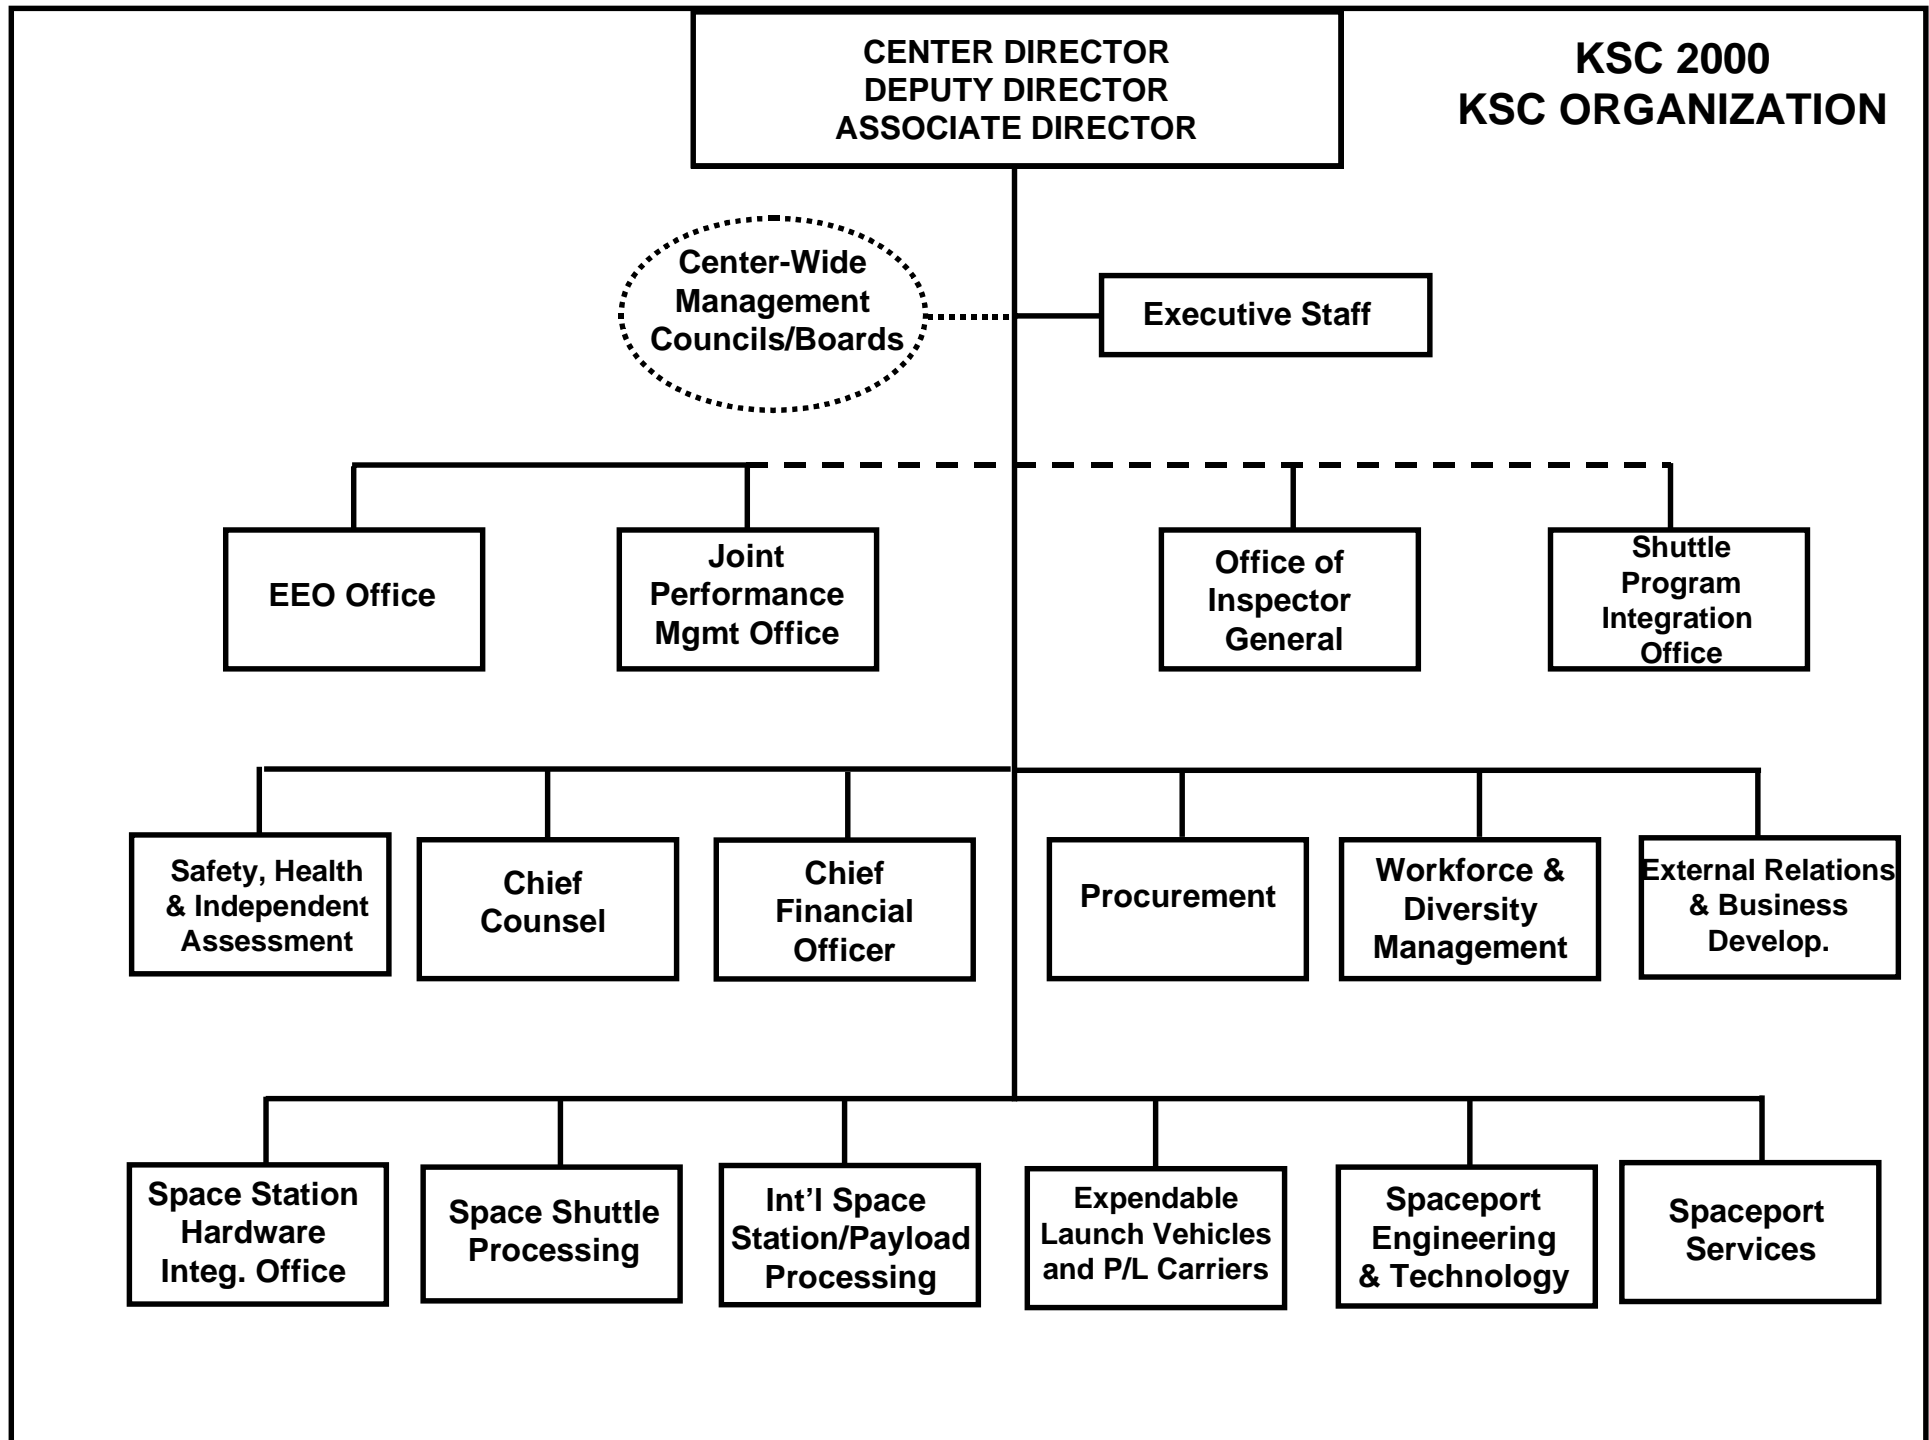 CENTER DIRECTOR
DEPUTY DIRECTOR
ASSOCIATE DIRECTOR
KSC 2000
KSC ORGANIZATION
Center-Wide
Management
Councils/Boards
Executive Staff
EEO Office
Joint
Performance
Mgmt Office
Office of
Inspector
General
Shuttle
Program
Integration
Office
Safety, Health
& Independent
Assessment
Chief
Counsel
Chief
Financial
Officer
Procurement
Workforce &
Diversity
Management
External Relations
& Business
Develop.
Space Station
Hardware
Integ. Office
Space Shuttle
Processing
Int’l Space
Station/Payload
Processing
Expendable
Launch Vehicles
and P/L Carriers
Spaceport
Engineering
& Technology
Spaceport
Services